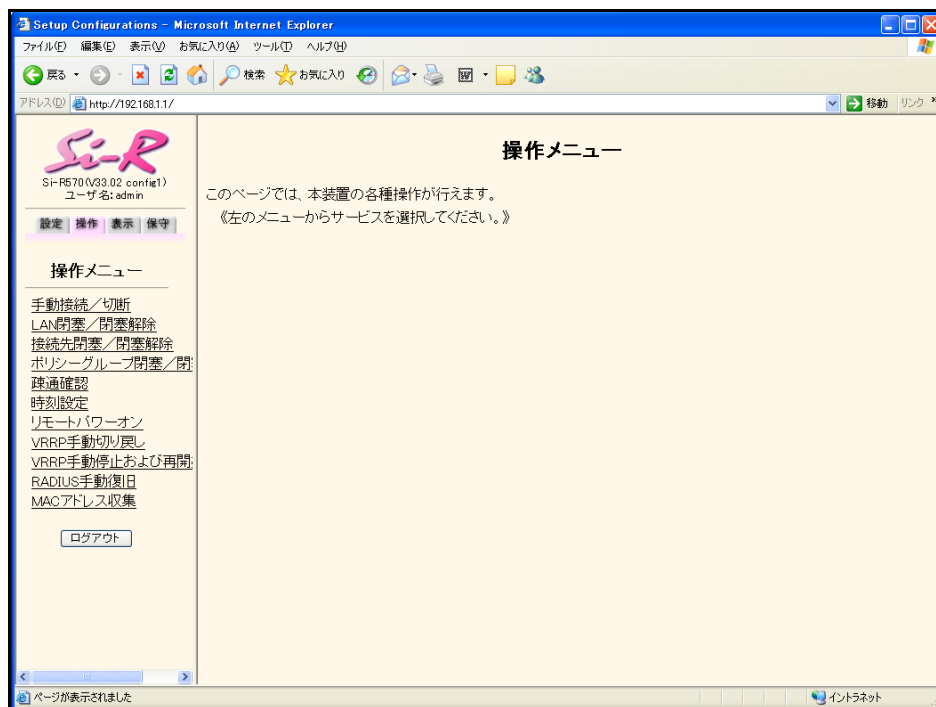 Setup Configurations - Microsoft Internet Explorer
ファイル(F) 編集(E) 表示(V) お気に入り(A) ツール(T) ヘルプ(H)
戻る 検索 お気に入り
アドレス(D) http://192.168.1.1/ 移動 リンク
Si-R
Si-R570(V33.02 config1)
ユーザ名: admin
設定 操作 表示 保守
操作メニュー
手動接続／切断
LAN閉塞／閉塞解除
接続先閉塞／閉塞解除
ポリシーグループ閉塞／閉
疎通確認
時刻設定
リモートパワーオン
VRRP手動切り戻し
VRRP手動停止および再開
RADIUS手動復旧
MACアドレス収集
ログアウト
操作メニュー
このページでは、本装置の各種操作が行えます。
《左のメニューからサービスを選択してください。》
ページが表示されました イントラネット